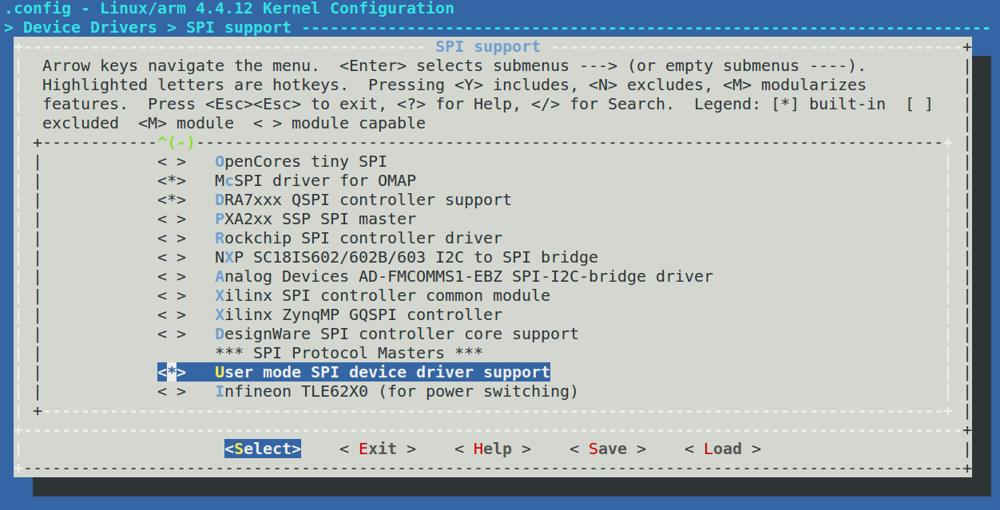 .config - Linux/arm 4.4.12 Kernel Configuration
> Device Drivers > SPI support ------------------------------------------------------------------------
SPI support
Arrow keys navigate the menu.  <Enter> selects submenus ---> (or empty submenus ----).
Highlighted letters are hotkeys.  Pressing <Y> includes, <N> excludes, <M> modularizes
features.  Press <Esc><Esc> to exit, <?> for Help, </> for Search.  Legend: [*] built-in  [ ]
excluded  <M> module  < > module capable
^(-)
< >   OpenCores tiny SPI
<*>   McSPI driver for OMAP
<*>   DRA7xxx QSPI controller support
< >   PXA2xx SSP SPI master
< >   Rockchip SPI controller driver
< >   NXP SC18IS602/602B/603 I2C to SPI bridge
< >   Analog Devices AD-FMCOMMS1-EBZ SPI-I2C-bridge driver
< >   Xilinx SPI controller common module
< >   Xilinx ZynqMP GQSPI controller
< >   DesignWare SPI controller core support
*** SPI Protocol Masters ***
<*>   User mode SPI device driver support
< >   Infineon TLE62X0 (for power switching)
<Select>    < Exit >    < Help >    < Save >    < Load >